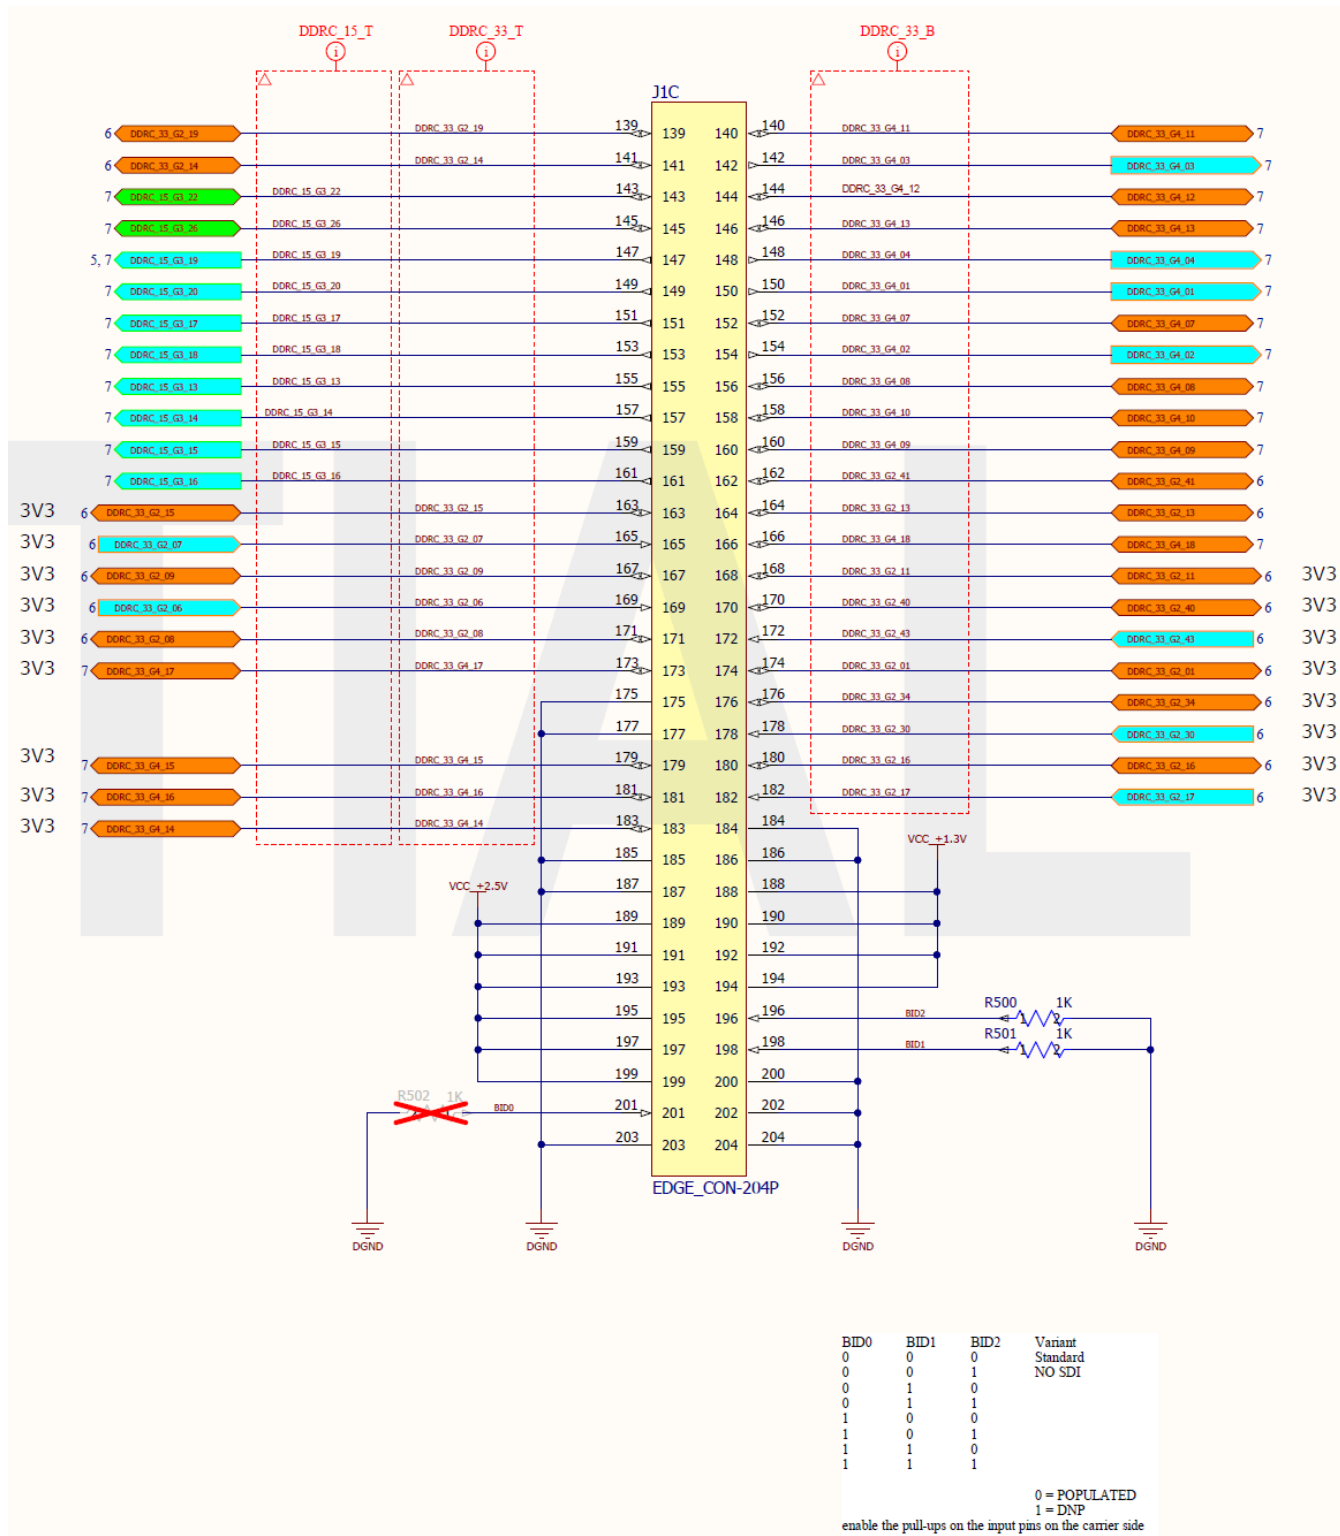 DDRC_15_T DDRC_33_T DDRC_33_B
i i i
J1C
6 DDRC_33_G2_19 DDRC_33_G2_19 139 139 140 140 DDRC_33_G4_11 DDRC_33_G4_11 7
6 DDRC_33_G2_14 DDRC_33_G2_14 141 141 142 142 DDRC_33_G4_03 DDRC_33_G4_03 7
7 DDRC_15_G3_22 DDRC_15_G3_22 143 143 144 144 DDRC_33_G4_12 DDRC_33_G4_12 7
7 DDRC_15_G3_26 DDRC_15_G3_26 145 145 146 146 DDRC_33_G4_13 DDRC_33_G4_13 7
5, 7 DDRC_15_G3_19 DDRC_15_G3_19 147 147 148 148 DDRC_33_G4_04 DDRC_33_G4_04 7
7 DDRC_15_G3_20 DDRC_15_G3_20 149 149 150 150 DDRC_33_G4_01 DDRC_33_G4_01 7
7 DDRC_15_G3_17 DDRC_15_G3_17 151 151 152 152 DDRC_33_G4_07 DDRC_33_G4_07 7
7 DDRC_15_G3_18 DDRC_15_G3_18 153 153 154 154 DDRC_33_G4_02 DDRC_33_G4_02 7
7 DDRC_15_G3_13 DDRC_15_G3_13 155 155 156 156 DDRC_33_G4_08 DDRC_33_G4_08 7
7 DDRC_15_G3_14 DDRC_15_G3_14 157 157 158 158 DDRC_33_G4_10 DDRC_33_G4_10 7
7 DDRC_15_G3_15 DDRC_15_G3_15 159 159 160 160 DDRC_33_G4_09 DDRC_33_G4_09 7
7 DDRC_15_G3_16 DDRC_15_G3_16 161 161 162 162 DDRC_33_G2_41 DDRC_33_G2_41 6
3V3 6 DDRC_33_G2_15 DDRC_33_G2_15 163 163 164 164 DDRC_33_G2_13 DDRC_33_G2_13 6
3V3 6 DDRC_33_G2_07 DDRC_33_G2_07 165 165 166 166 DDRC_33_G4_18 DDRC_33_G4_18 7
3V3 6 DDRC_33_G2_09 DDRC_33_G2_09 167 167 168 168 DDRC_33_G2_11 DDRC_33_G2_11 6 3V3
3V3 6 DDRC_33_G2_06 DDRC_33_G2_06 169 169 170 170 DDRC_33_G2_40 DDRC_33_G2_40 6 3V3
3V3 6 DDRC_33_G2_08 DDRC_33_G2_08 171 171 172 172 DDRC_33_G2_43 DDRC_33_G2_43 6 3V3
3V3 7 DDRC_33_G4_17 DDRC_33_G4_17 173 173 174 174 DDRC_33_G2_01 DDRC_33_G2_01 6 3V3
175 175 176 176 DDRC_33_G2_34 DDRC_33_G2_34 6 3V3
177 177 178 178 DDRC_33_G2_30 DDRC_33_G2_30 6 3V3
3V3 7 DDRC_33_G4_15 DDRC_33_G4_15 179 179 180 180 DDRC_33_G2_16 DDRC_33_G2_16 6 3V3
3V3 7 DDRC_33_G4_16 DDRC_33_G4_16 181 181 182 182 DDRC_33_G2_17 DDRC_33_G2_17 6 3V3
3V3 7 DDRC_33_G4_14 DDRC_33_G4_14 183 183 184 184
VCC_+1.3V
185 185 186 186
VCC_+2.5V 187 187 188 188
189 189 190 190
191 191 192 192
193 193 194 194
195 195 196 196 BID2 R500 1 2 1K
197 197 198 198 BID1 R501 1 2 1K
199 199 200 200
R502 1K BID0 201 201 202 202
203 203 204 204
EDGE_CON-204P
DGND DGND DGND DGND
TIAL
BID0 BID1 BID2 Variant
0 0 0 Standard
0 0 1 NO SDI
0 1 0
0 1 1
1 0 0
1 0 1
1 1 0
1 1 1
0 = POPULATED
1 = DNP
enable the pull-ups on the input pins on the carrier side